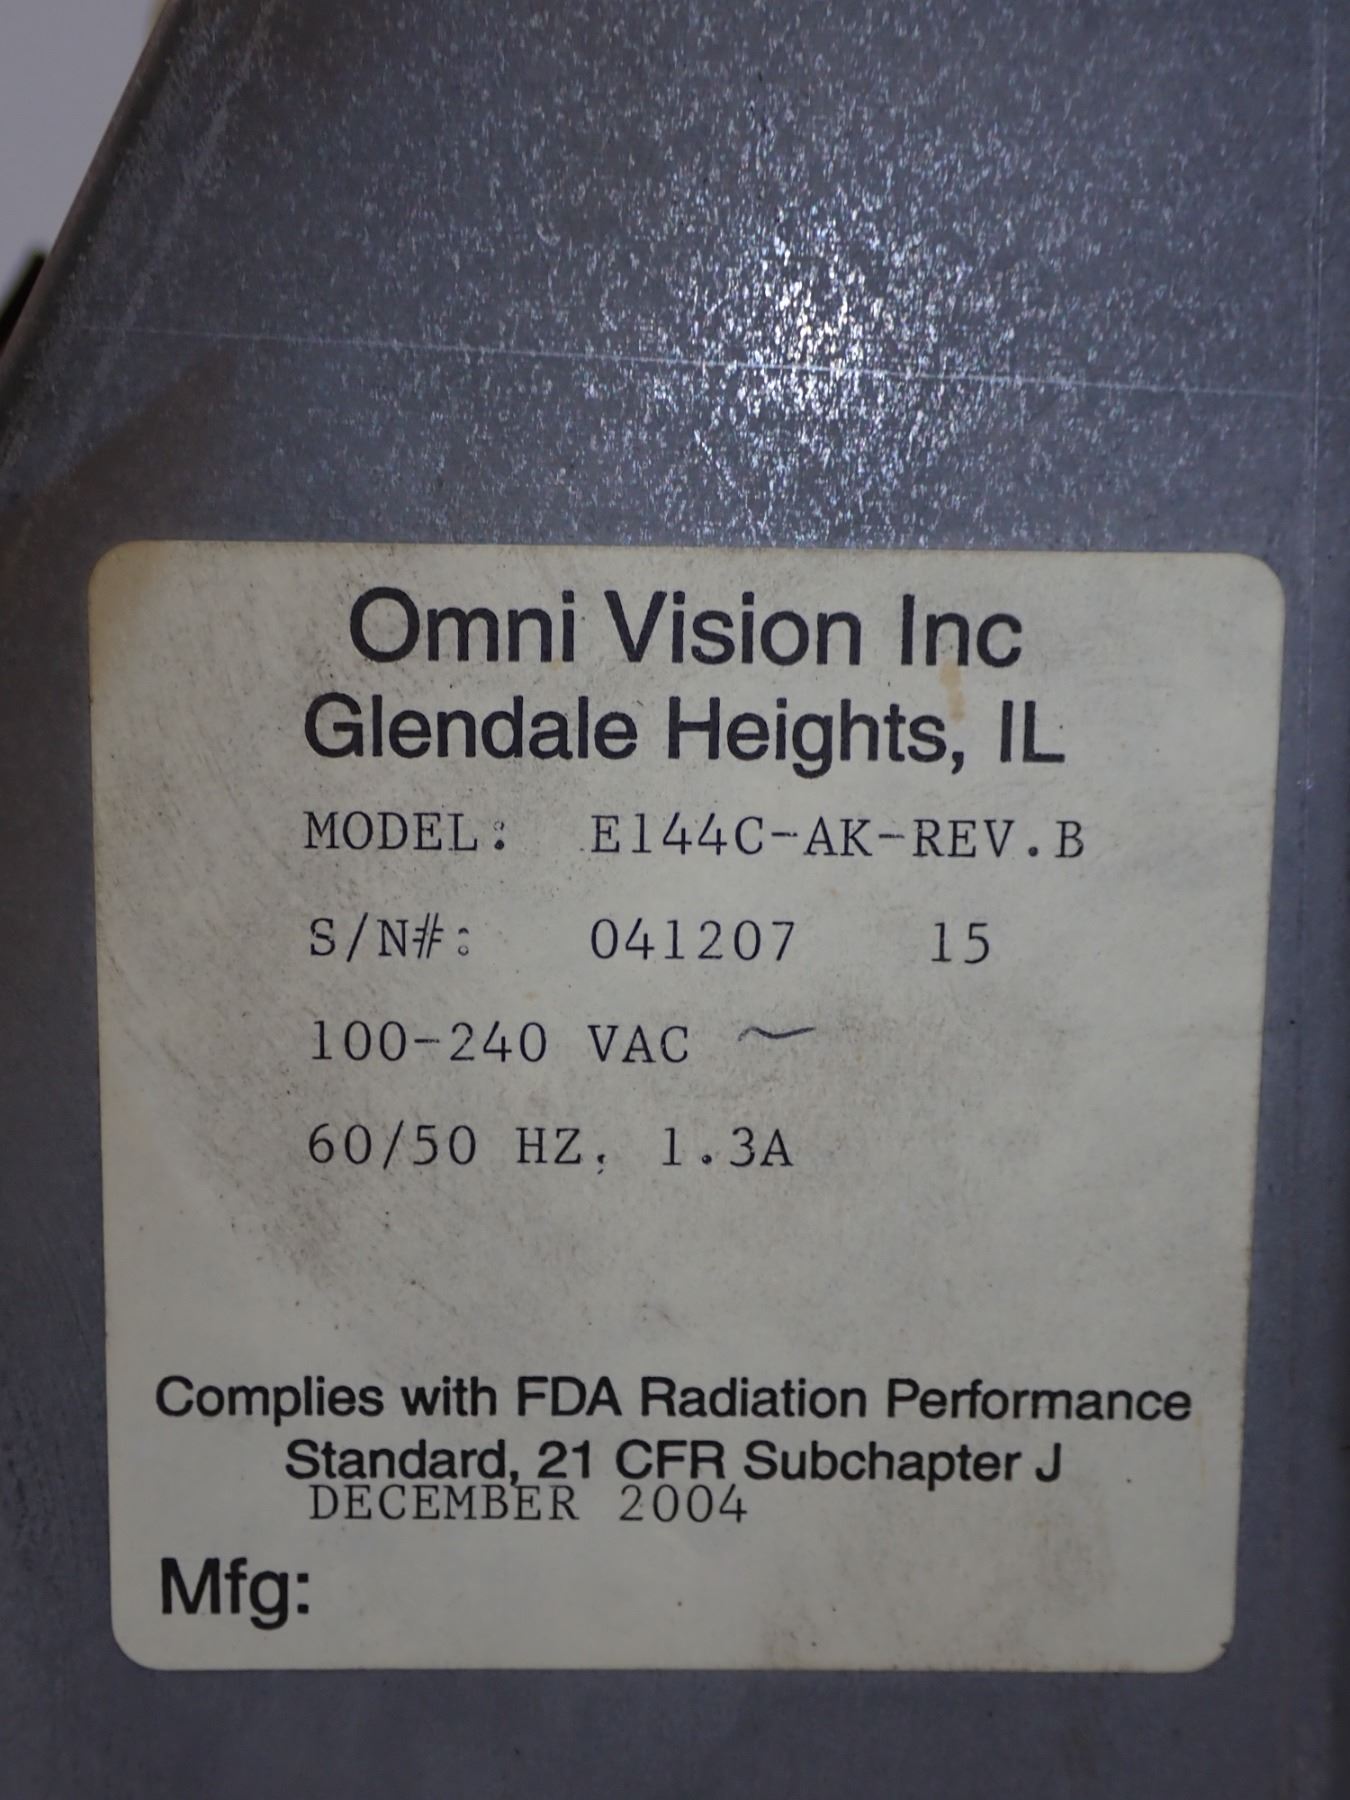 Omni Vision Inc
Glendale Heights, IL
MODEL: E144C-AK-REV.B
S/N#: 041207 15
100-240 VAC ~
60/50 HZ, 1.3A
Complies with FDA Radiation Performance
Standard, 21 CFR Subchapter J
DECEMBER 2004
Mfg: